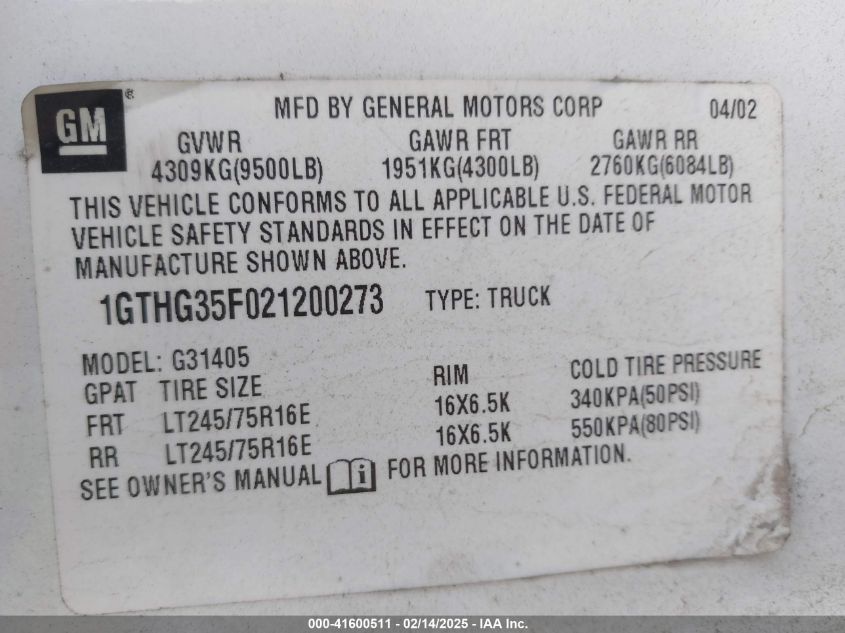 GM ®
MFD BY GENERAL MOTORS CORP 04/02
GVWR GAWR FRT GAWR RR
4309KG(9500LB) 1951KG(4300LB) 2760KG(6084LB)
THIS VEHICLE CONFORMS TO ALL APPLICABLE U.S. FEDERAL MOTOR
VEHICLE SAFETY STANDARDS IN EFFECT ON THE DATE OF
MANUFACTURE SHOWN ABOVE.
1GTHG35F021200273 TYPE: TRUCK
MODEL: G31405
GPAT TIRE SIZE RIM COLD TIRE PRESSURE
FRT LT245/75R16E 16X6.5K 340KPA(50PSI)
RR LT245/75R16E 16X6.5K 550KPA(80PSI)
SEE OWNER'S MANUAL i FOR MORE INFORMATION.
000-41600511 - 02/14/2025 - IAA Inc.